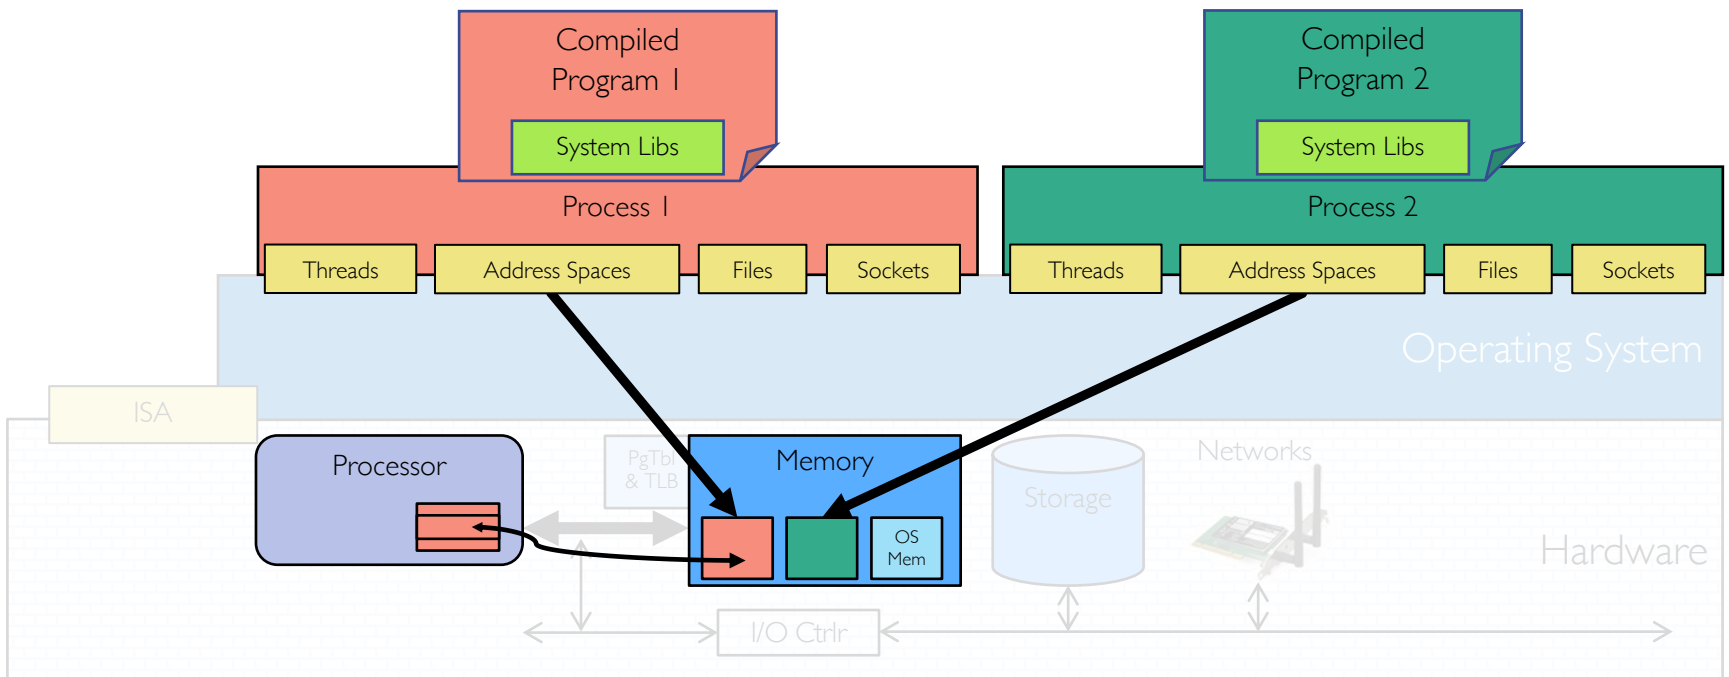 Compiled
Program 1
System Libs
Process 1
Threads
Address Spaces
Files
Sockets
Compiled
Program 2
System Libs
Process 2
Threads
Address Spaces
Files
Sockets
Operating System
ISA
Processor
PgTbl
& TLB
Memory
OS
Mem
Storage
Networks
Hardware
I/O Ctrlr